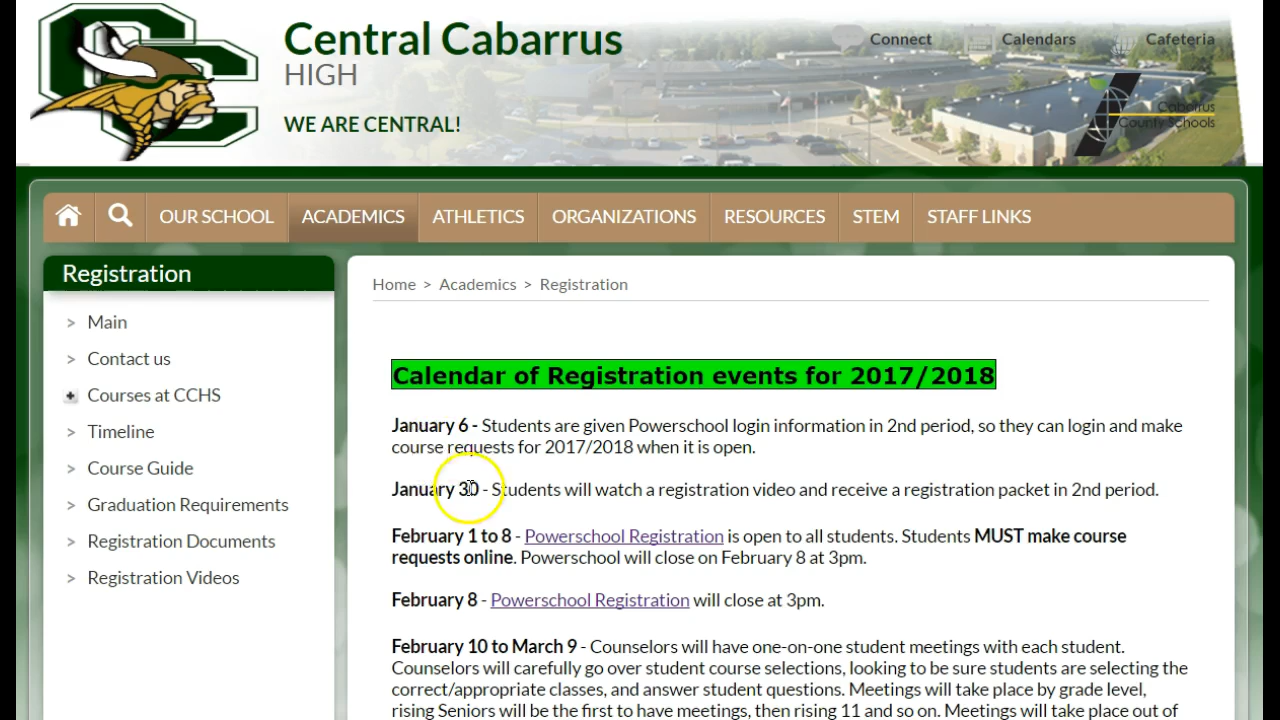 Central Cabarrus
HIGH
WE ARE CENTRAL!
Connect
Calendars
Cafeteria
Cabarrus
County Schools
OUR SCHOOL
ACADEMICS
ATHLETICS
ORGANIZATIONS
RESOURCES
STEM
STAFF LINKS
Registration
> Main
> Contact us
+ Courses at CCHS
> Timeline
> Course Guide
> Graduation Requirements
> Registration Documents
> Registration Videos
Home > Academics > Registration
Calendar of Registration events for 2017/2018
January 6 - Students are given Powerschool login information in 2nd period, so they can login and make
course requests for 2017/2018 when it is open.
January 30 - Students will watch a registration video and receive a registration packet in 2nd period.
February 1 to 8 - Powerschool Registration is open to all students. Students MUST make course
requests online. Powerschool will close on February 8 at 3pm.
February 8 - Powerschool Registration will close at 3pm.
February 10 to March 9 - Counselors will have one-on-one student meetings with each student.
Counselors will carefully go over student course selections, looking to be sure students are selecting the
correct/appropriate classes, and answer student questions. Meetings will take place by grade level,
rising Seniors will be the first to have meetings, then rising 11 and so on. Meetings will take place out of